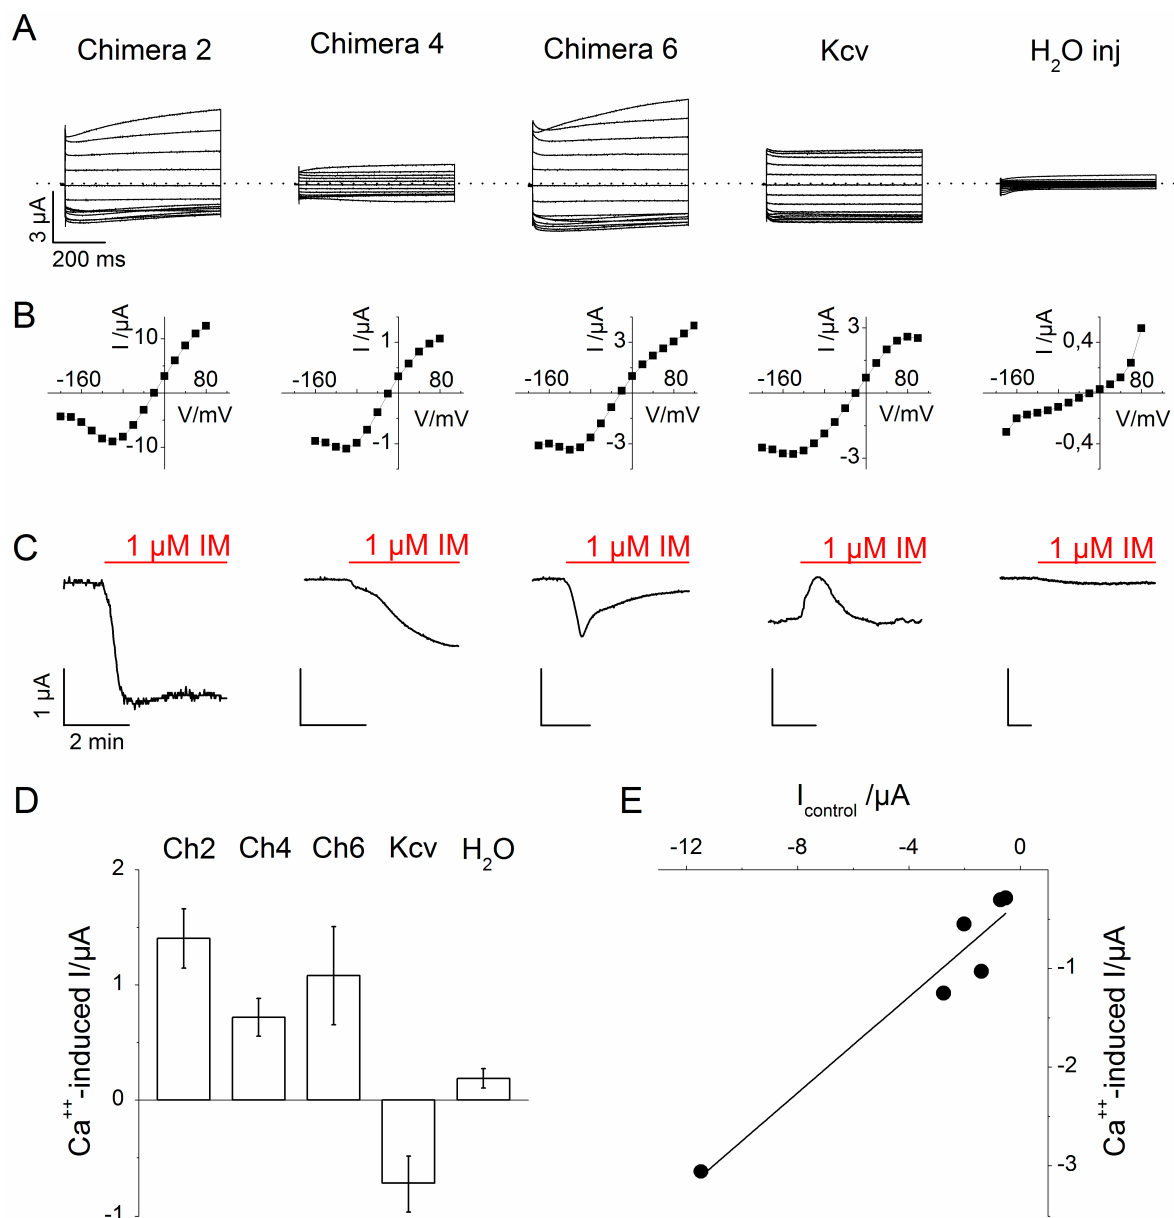 A
Chimera 2
Chimera 4
Chimera 6
Kcv
H₂O inj
3 µA
200 ms
B
I /µA
10
-160
80
V/mV
-10
I /µA
1
-160
80
V/mV
-1
I /µA
3
-160
80
V/mV
-3
I /µA
3
-160
80
V/mV
-3
I /µA
0,4
-160
80
V/mV
-0,4
C
1 µM IM
1 µM IM
1 µM IM
1 µM IM
1 µM IM
1 µA
2 min
D
Ch2
Ch4
Ch6
Kcv
H₂O
2
1
0
-1
Ca⁺⁺-induced I/µA
E
I control /µA
-12
-8
-4
0
-1
-2
-3
Ca⁺⁺-induced I/µA